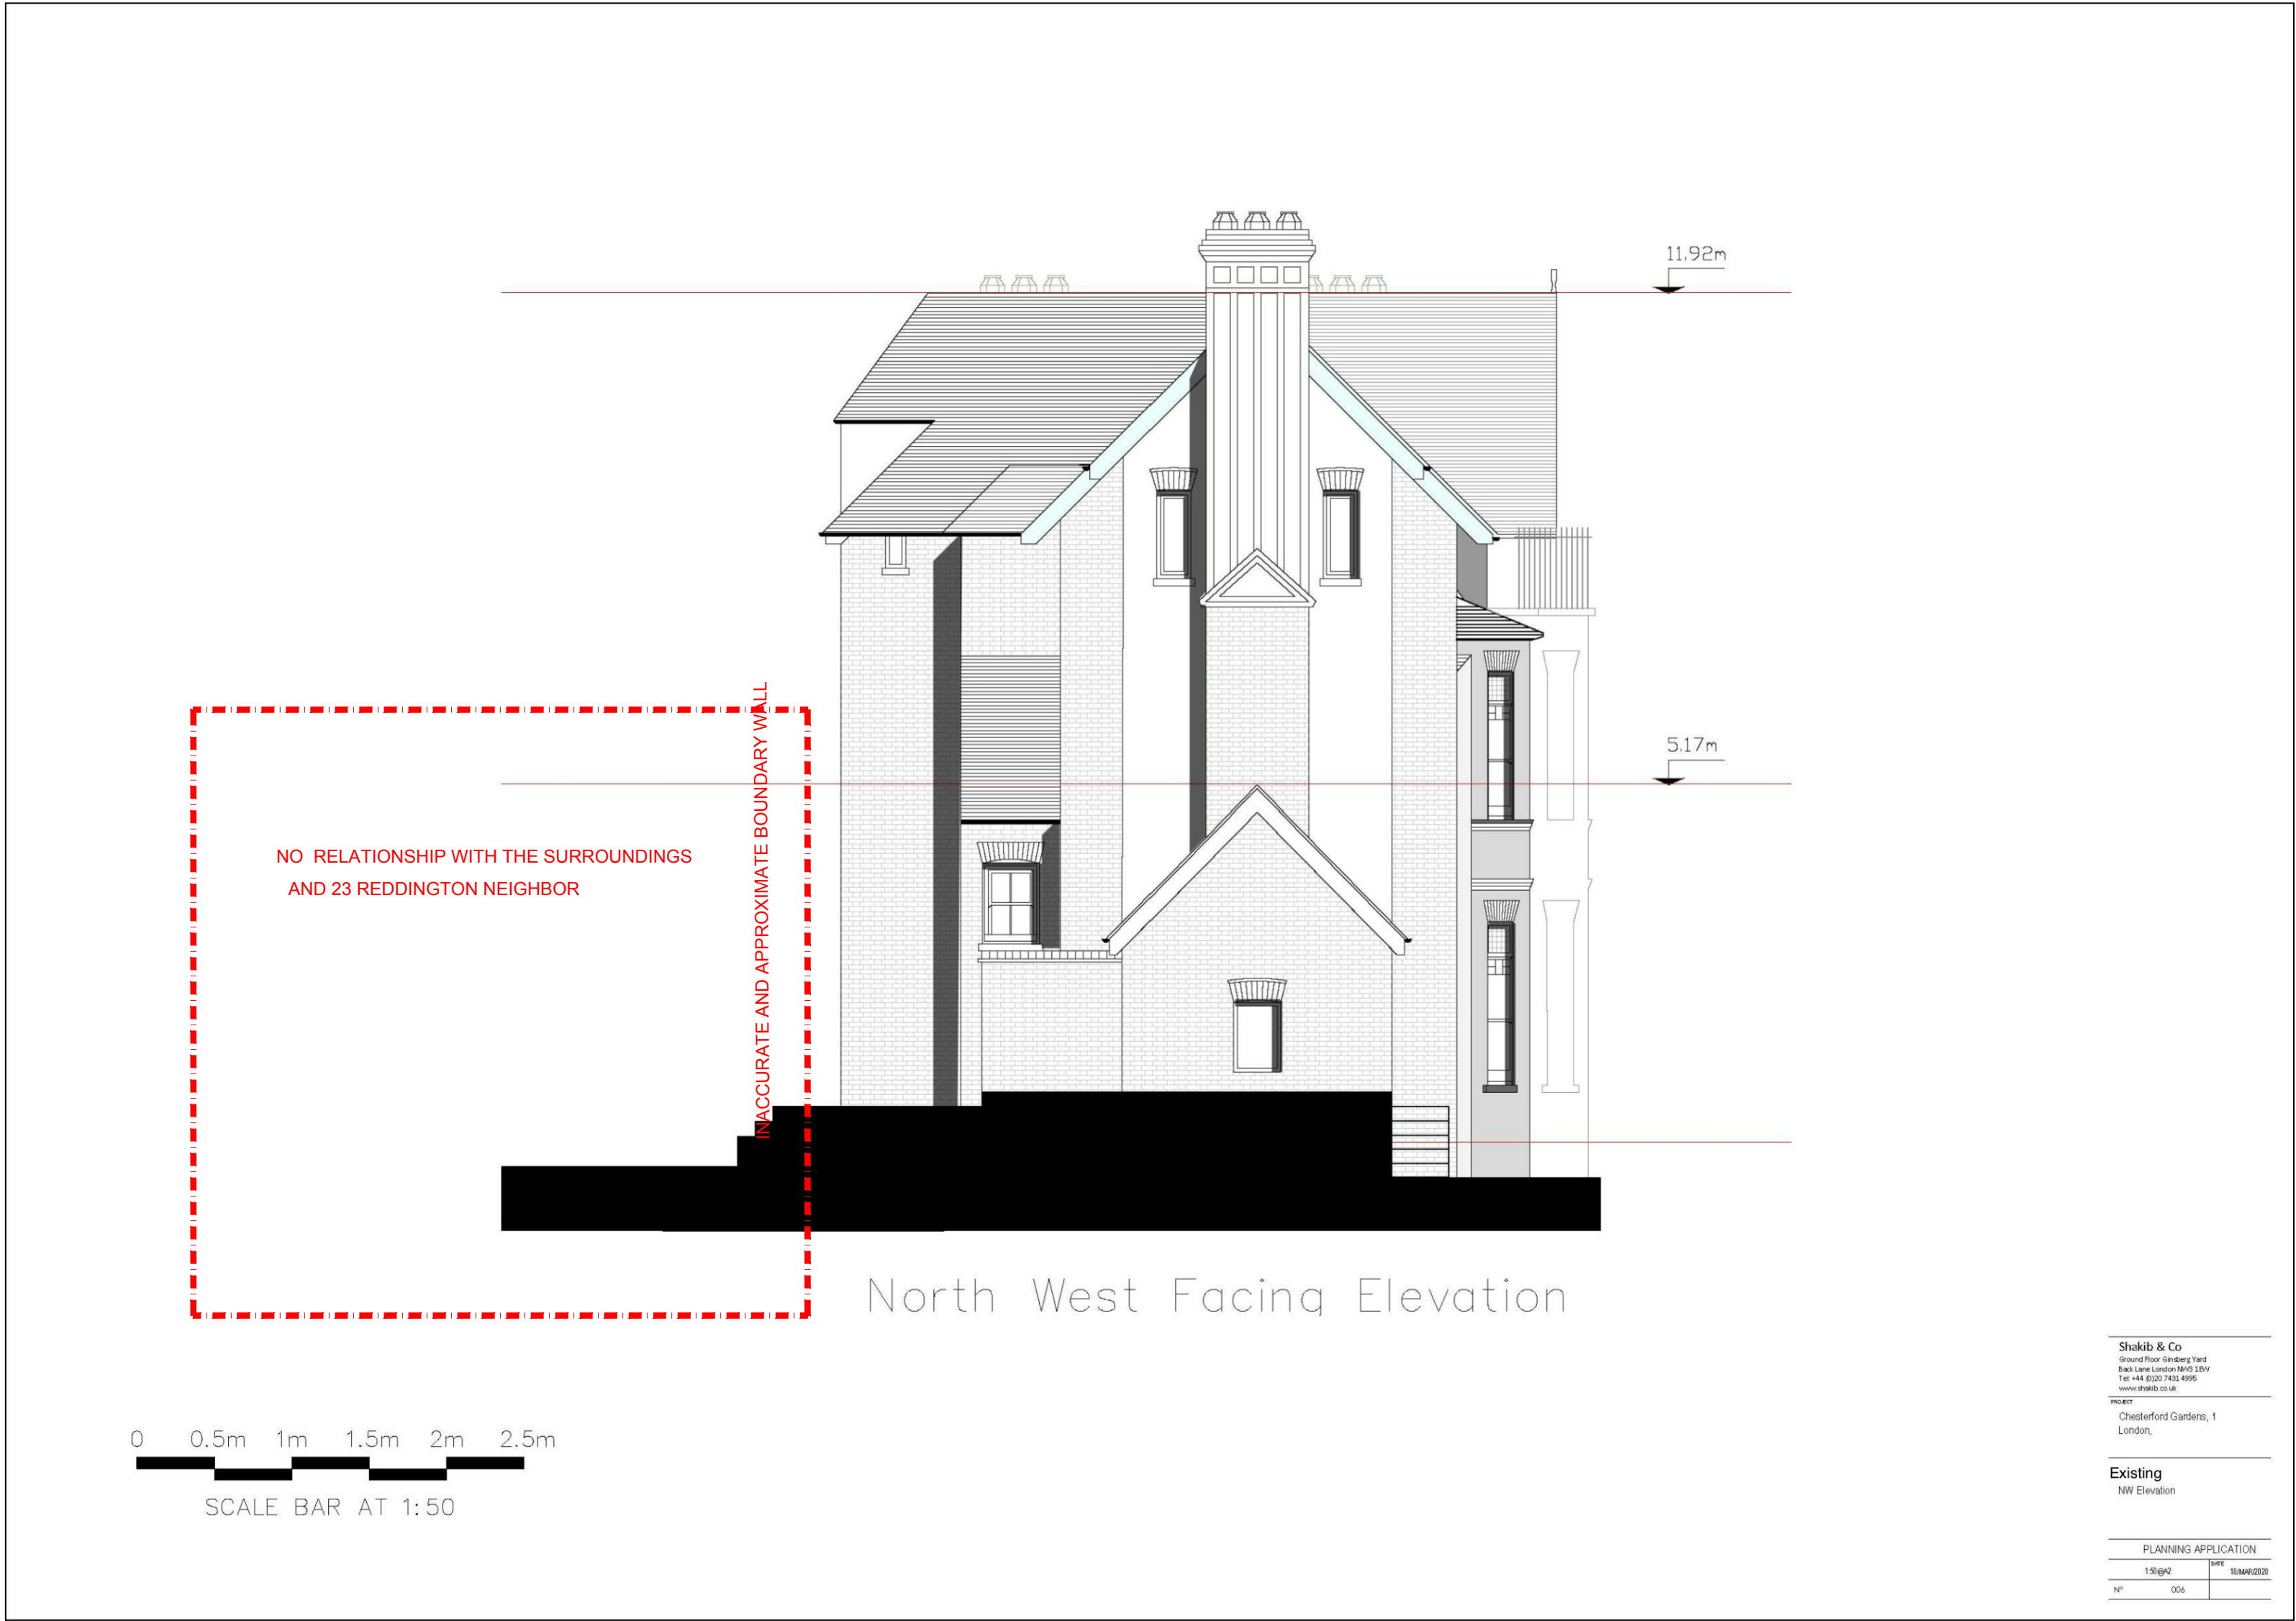 11.92m
5.17m
INACCURATE AND APPROXIMATE BOUNDARY WALL
NO RELATIONSHIP WITH THE SURROUNDINGS
AND 23 REDDINGTON NEIGHBOR
North West Facing Elevation
0 0.5m 1m 1.5m 2m 2.5m
SCALE BAR AT 1:50
Shakib & Co
Ground Floor Ginsberg Yard
Back Lane London NW3 1EW
Tel: +44 (0)20 7431 4995
www.shakib.co.uk
PROJECT
Chesterford Gardens, 1
London,
Existing
NW Elevation
PLANNING APPLICATION
1:50@A2
DATE
18/MAR/2020
Nº 006